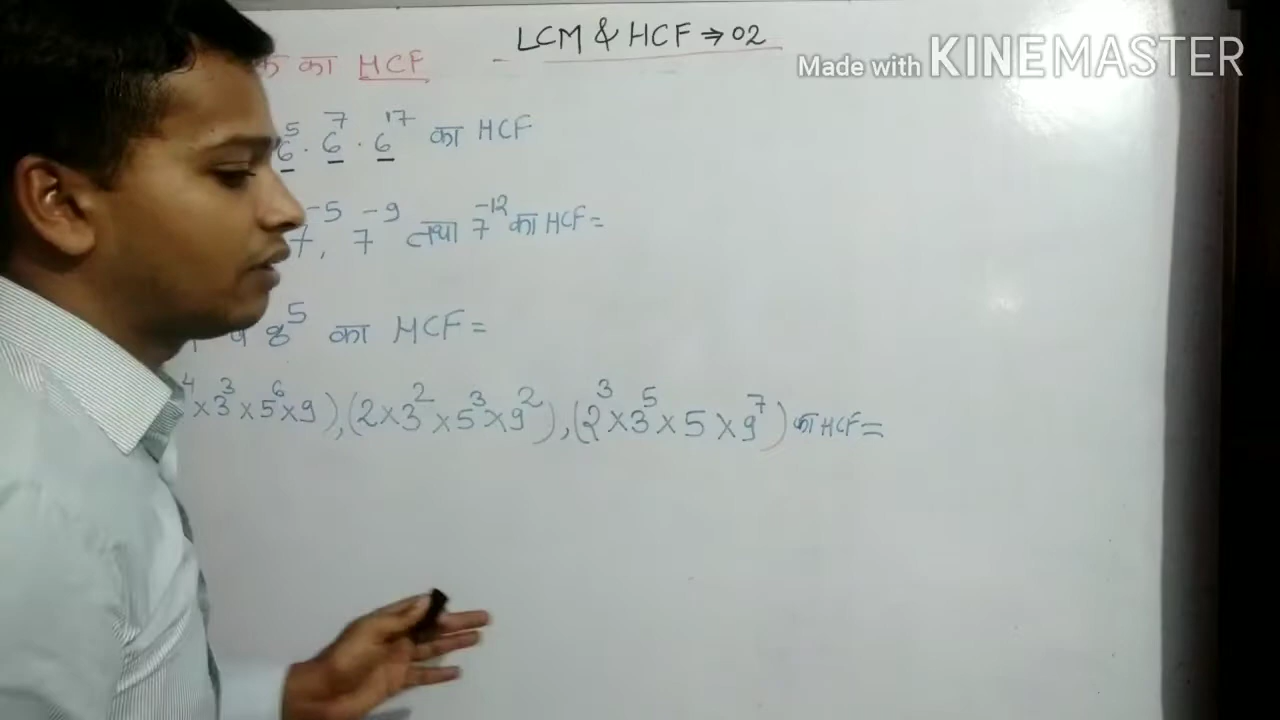 LCM & HCF ⇒ 02
Made with KINEMASTER
का HCF
6⁵ . 6⁷ . 6¹⁷ का HCF
7⁻⁵, 7⁻⁹ तथा 7⁻¹² का HCF =
8⁵ का HCF =
⁴ × 3³ × 5⁶ × 9), (2 × 3² × 5³ × 9²), (2³ × 3⁵ × 5 × 9⁷) का HCF =